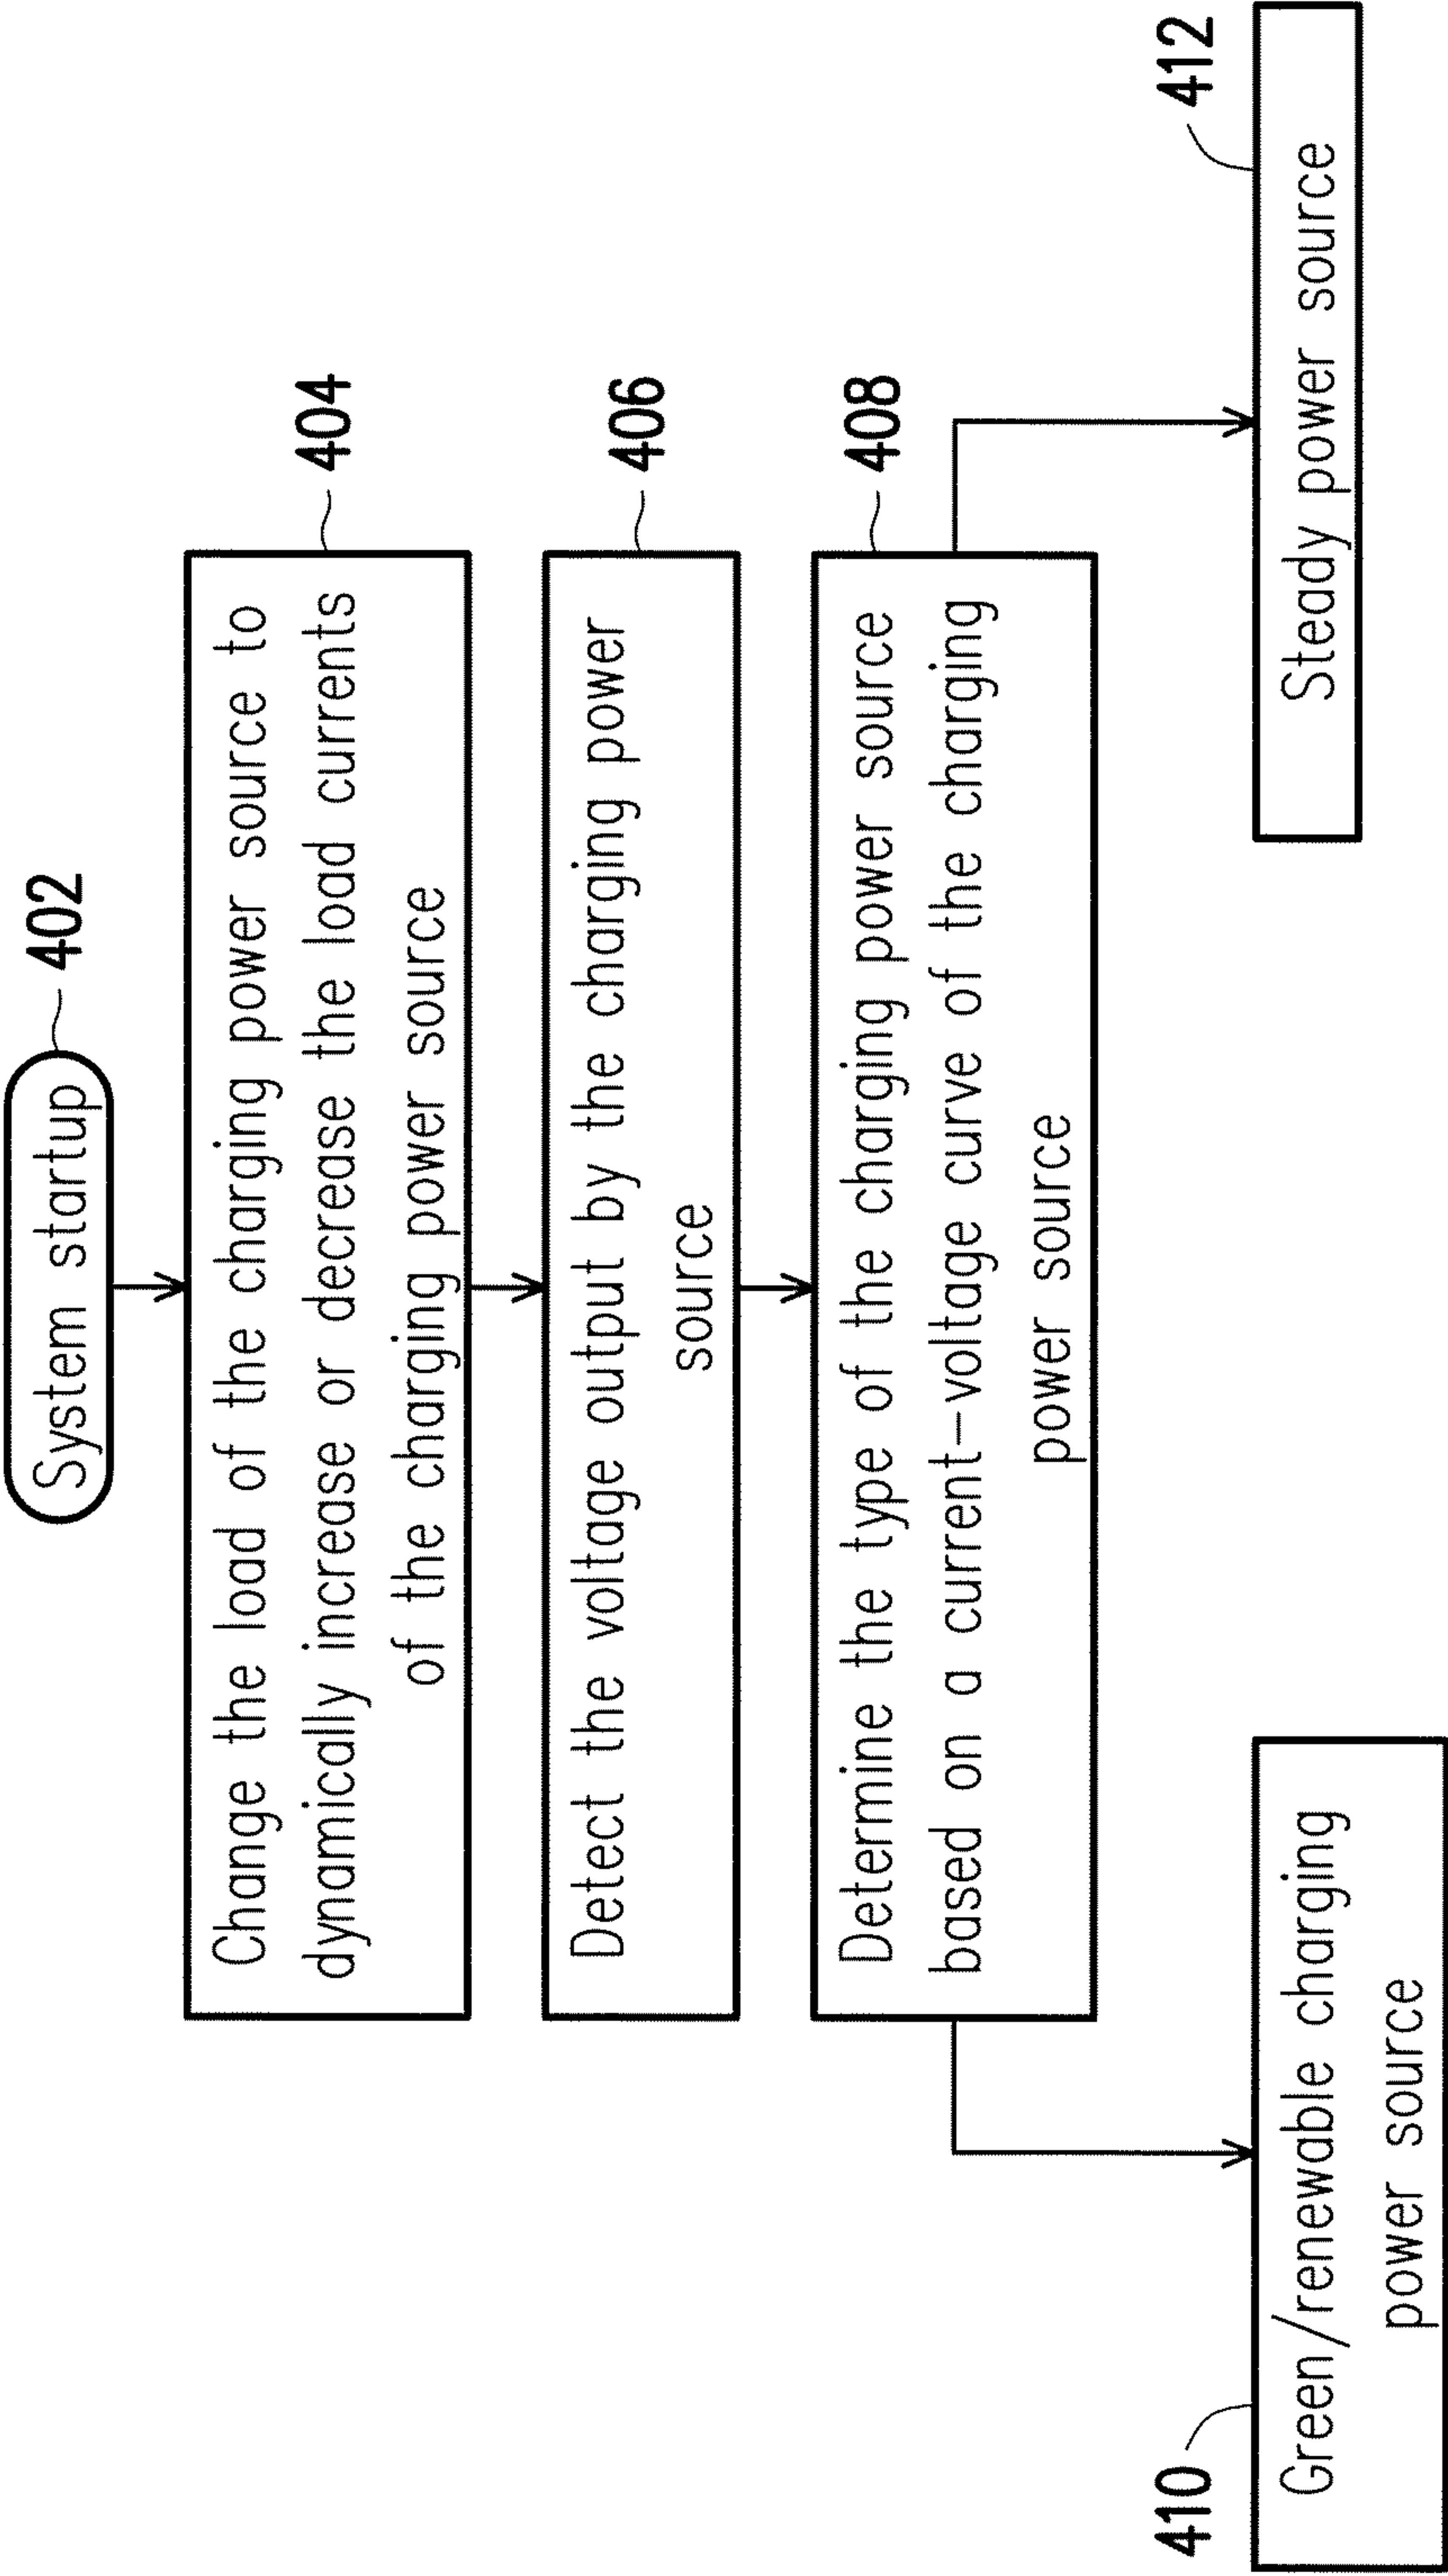 System startup
402
Change the load of the charging power source to
dynamically increase or decrease the load currents
of the charging power source
404
Detect the voltage output by the charging power
source
406
Determine the type of the charging power source
based on a current-voltage curve of the charging
power source
408
410
Green/renewable charging
power source
412
Steady power source